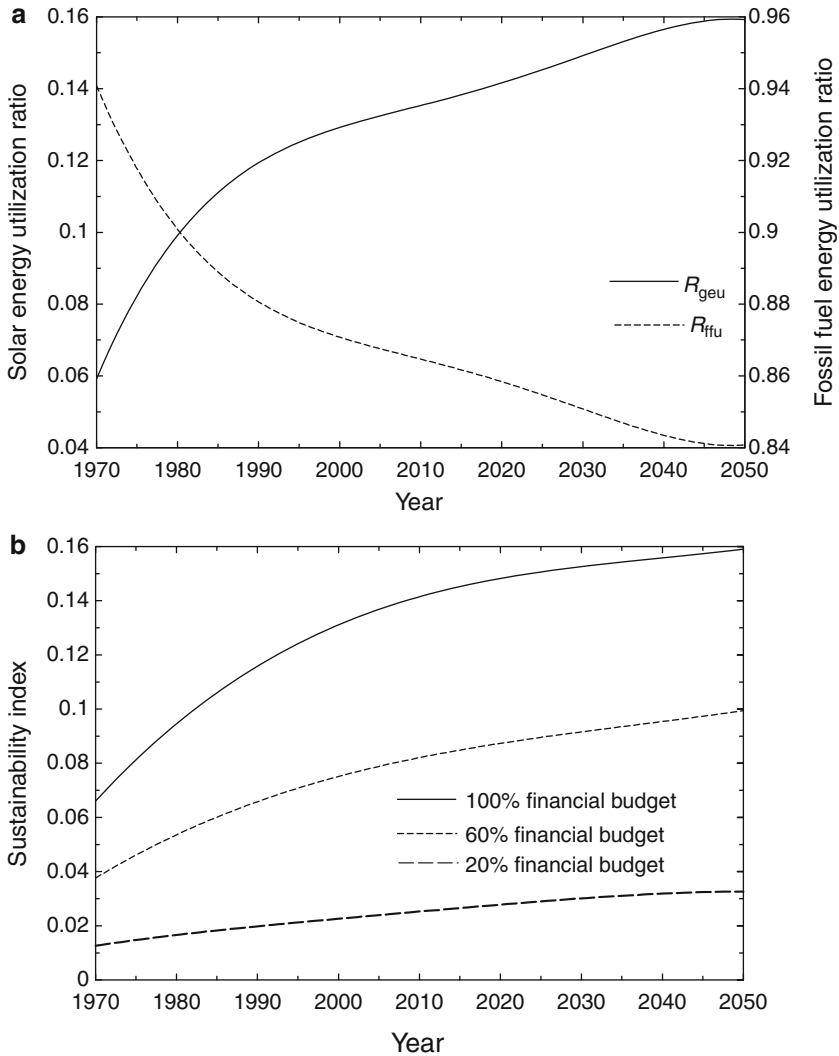 a
0.16
0.14
0.12
0.1
0.08
0.06
0.04
Solar energy utilization ratio
0.96
0.94
0.92
0.9
0.88
0.86
0.84
Fossil fuel energy utilization ratio
R_geu
R_ffu
1970 1980 1990 2000 2010 2020 2030 2040 2050
Year
b
0.16
0.14
0.12
0.1
0.08
0.06
0.04
0.02
0
Sustainability index
100% financial budget
60% financial budget
20% financial budget
1970 1980 1990 2000 2010 2020 2030 2040 2050
Year